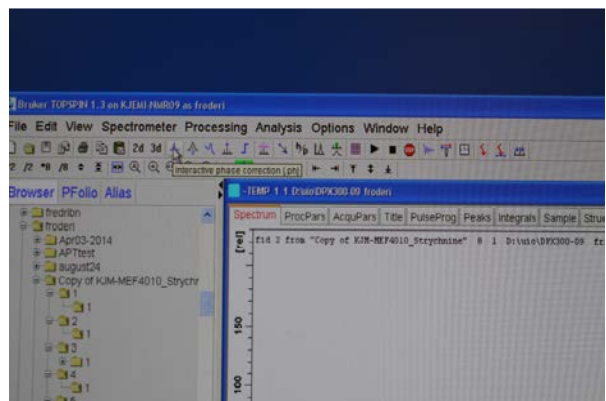 Bruker TOPSPIN 1.3 on KJEMI-NMR09 as froderi
File Edit View Spectrometer Processing Analysis Options Window Help
2d 3d
/2 *8 /8
interactive phase correction [.ph]
Browser PFolio Alias
-TEMP 1 1 D:\uio\DPX300-09 froderi
Spectrum ProcPars AcquPars Title PulseProg Peaks Integrals Sample Stru
fid 2 from "Copy of KJM-MEF4010_Strychnine" 8 1 D:\uio\DPX300-09 fr
[rel]
150
100
fredribn
froderi
Apr03-2014
APTtest
august24
Copy of KJM-MEF4010_Strychr
1
1
2
1
3
1
4
1